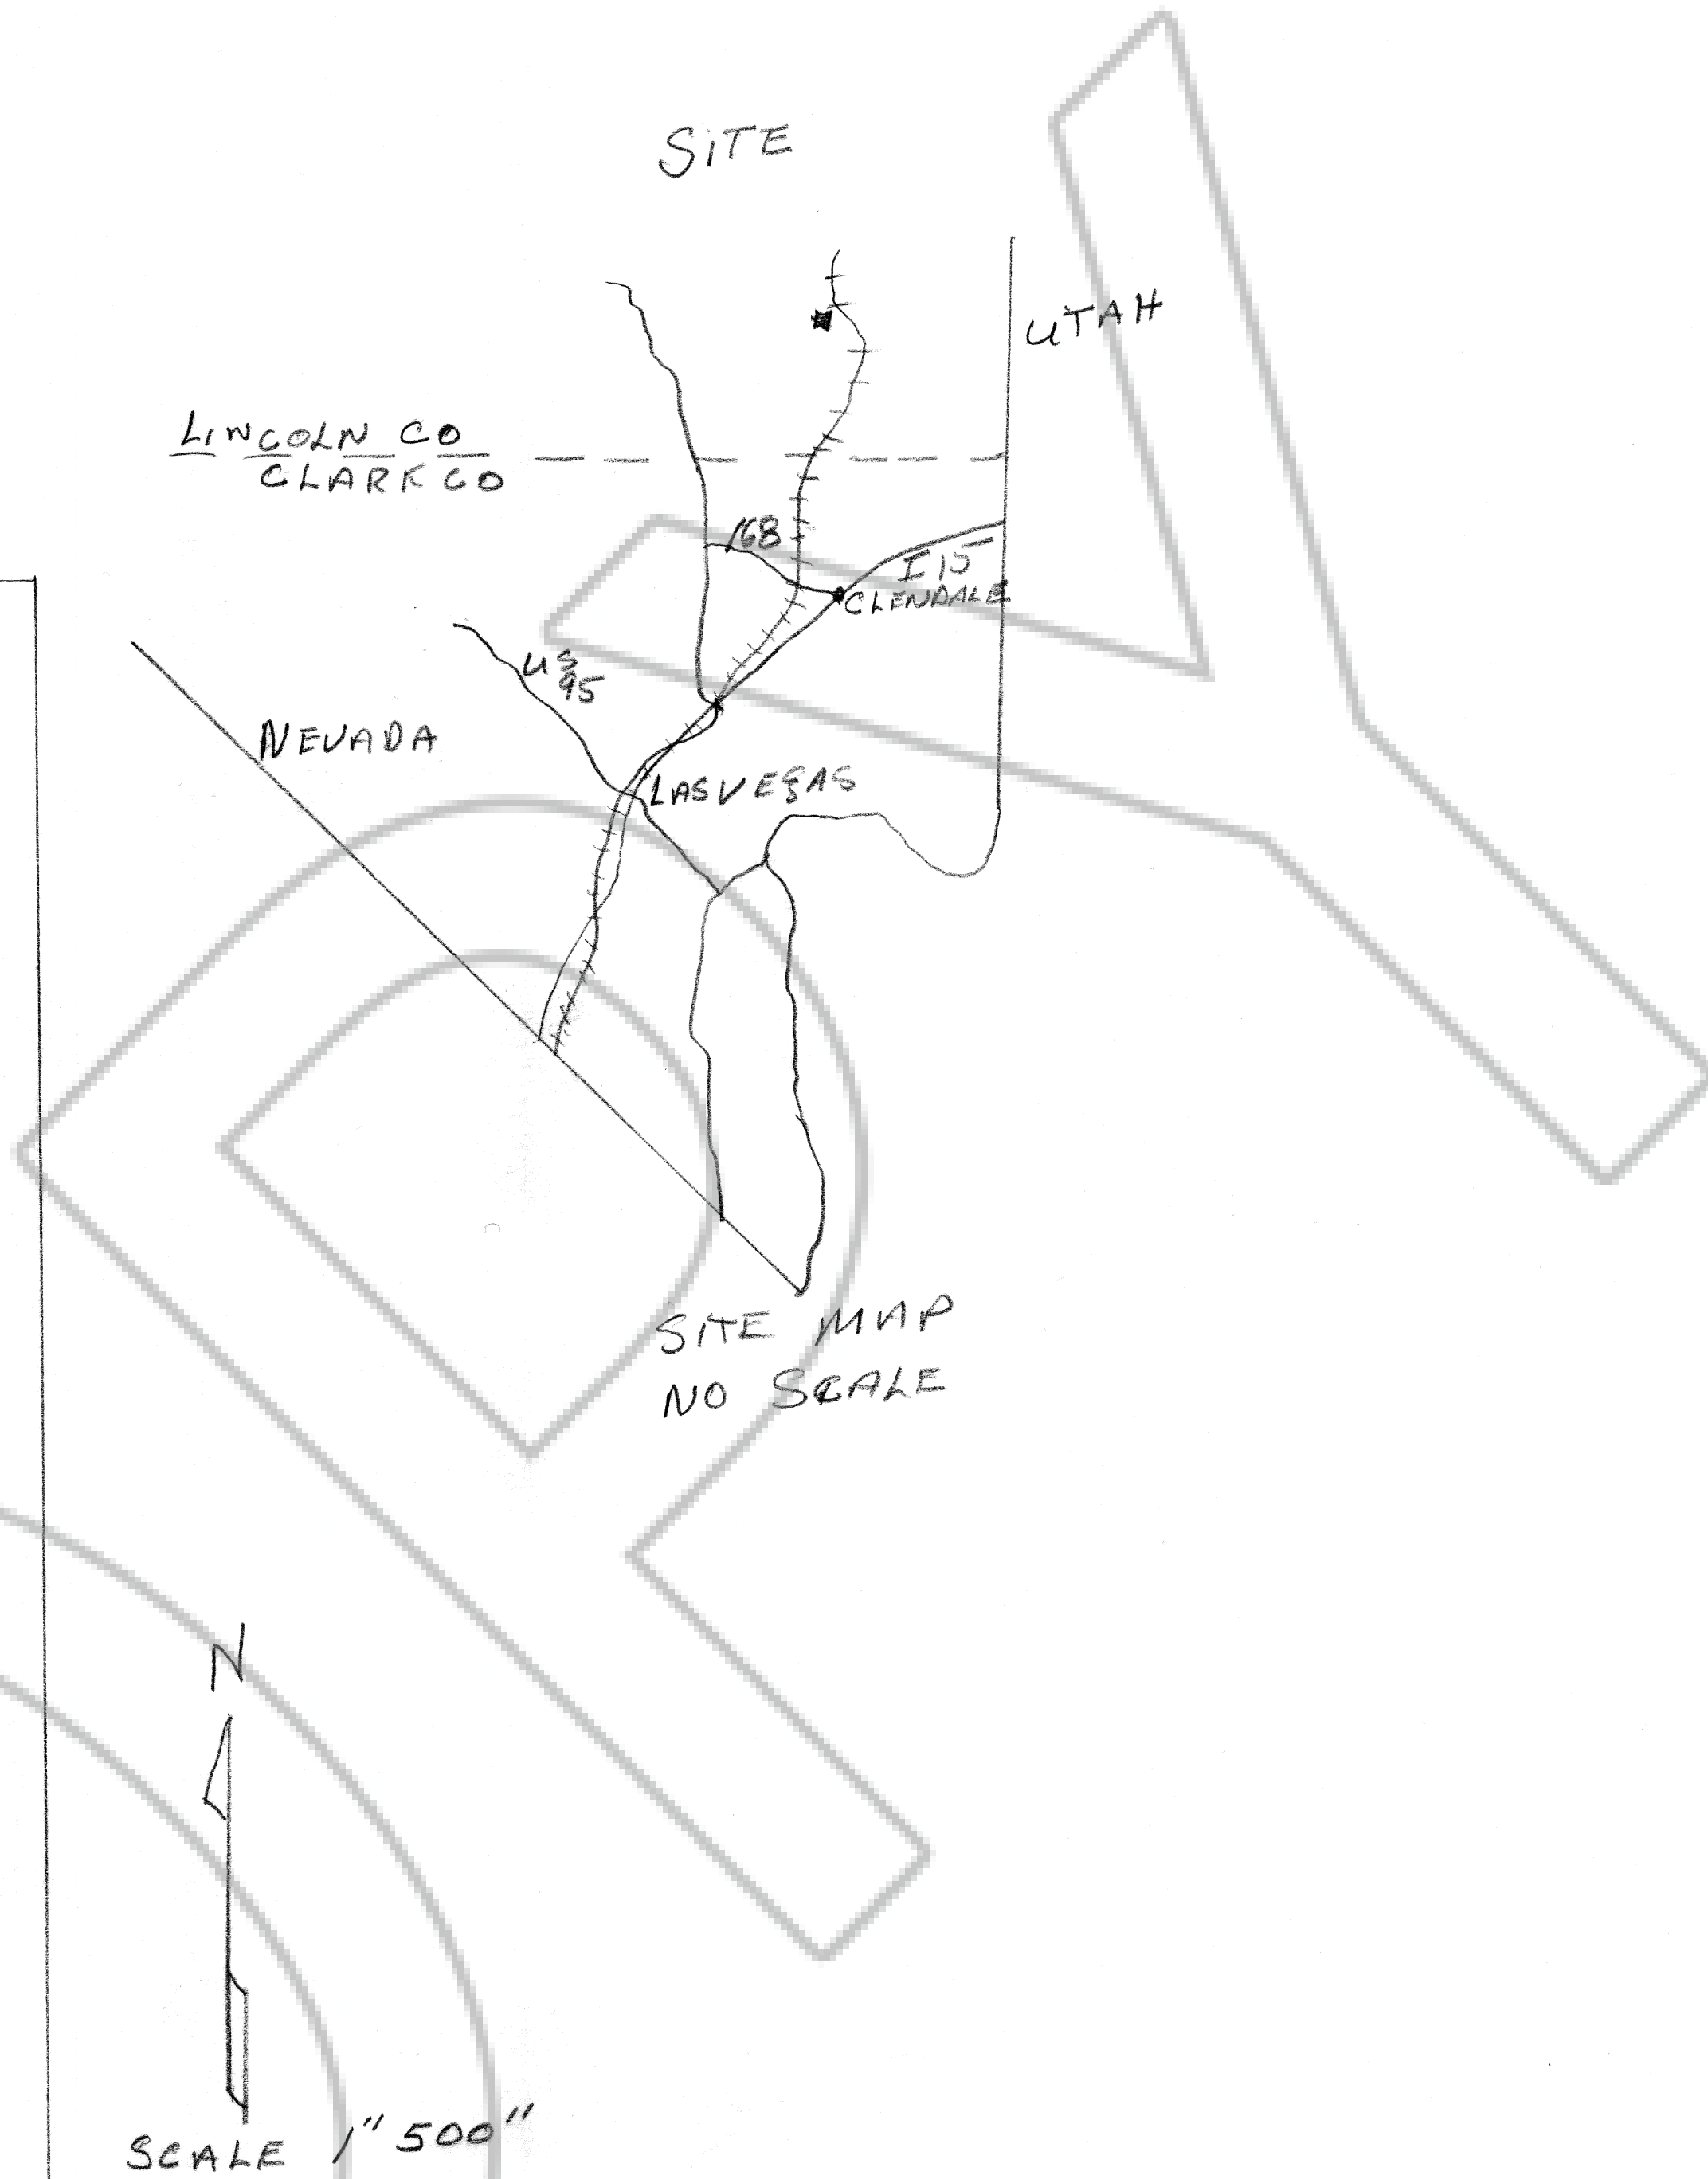 SiTE
UTAH
LINCOLN CO
CLARK CO
168
I 15
CLENDALE
US
95
NEVADA
LAS VEGAS
SITE MAP
NO SCALE
N
SCALE 1" 500"